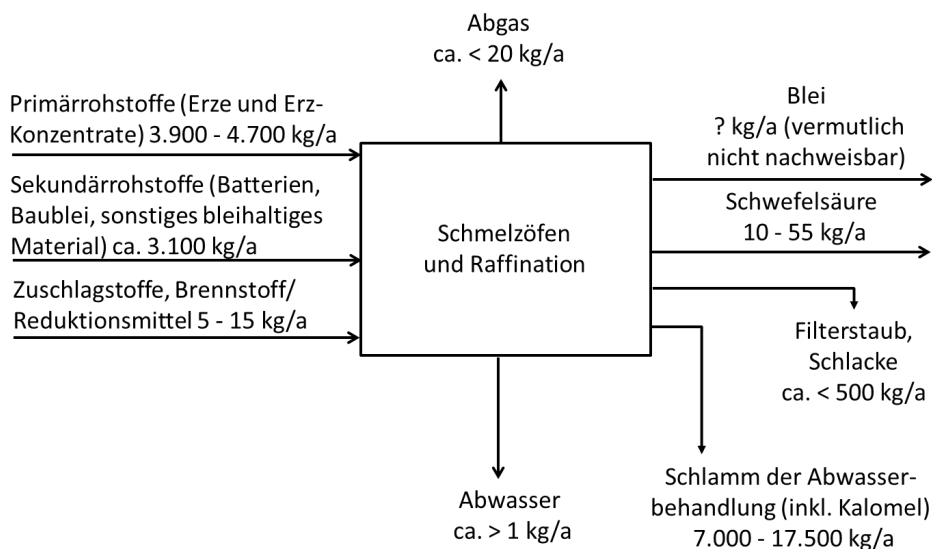 Abgas
ca. < 20 kg/a
Primärrohstoffe (Erze und Erz-
Konzentrate) 3.900 - 4.700 kg/a
Sekundärrohstoffe (Batterien,
Baublei, sonstiges bleihaltiges
Material) ca. 3.100 kg/a
Zuschlagstoffe, Brennstoff/
Reduktionsmittel 5 - 15 kg/a
Schmelzöfen
und Raffination
Blei
? kg/a (vermutlich
nicht nachweisbar)
Schwefelsäure
10 - 55 kg/a
Filterstaub,
Schlacke
ca. < 500 kg/a
Schlamm der Abwasser-
behandlung (inkl. Kalomel)
7.000 - 17.500 kg/a
Abwasser
ca. > 1 kg/a